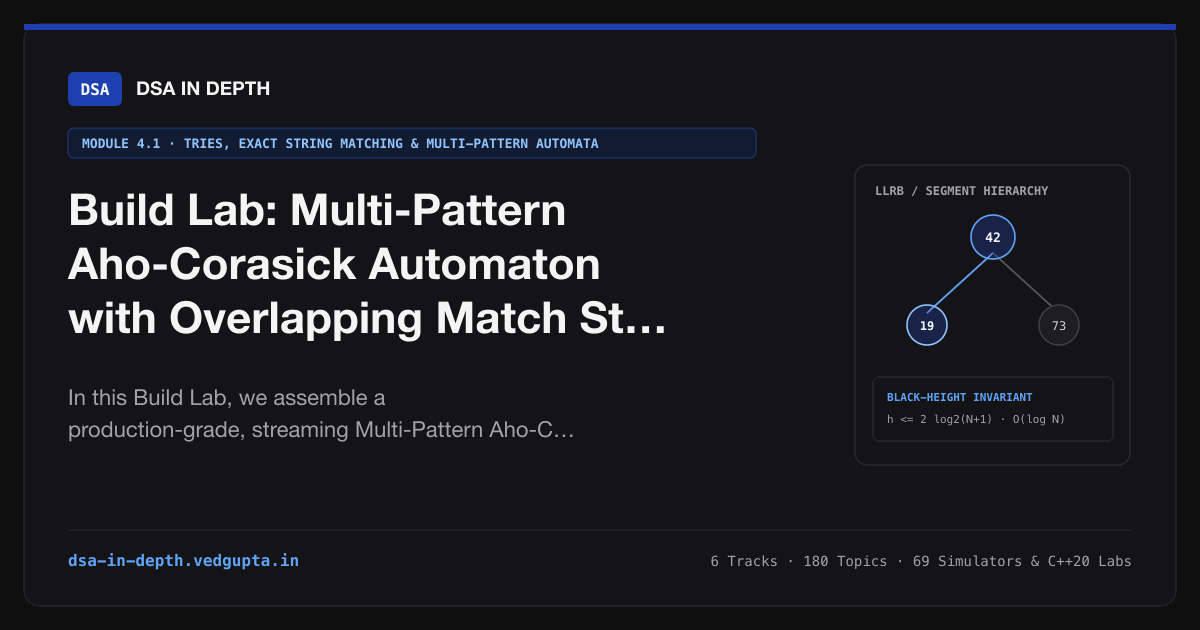 DSA
DSA IN DEPTH
MODULE 4.1 · TRIES, EXACT STRING MATCHING & MULTI-PATTERN AUTOMATA
Build Lab: Multi-Pattern
Aho-Corasick Automaton
with Overlapping Match St...
In this Build Lab, we assemble a
production-grade, streaming Multi-Pattern Aho-C...
LLRB / SEGMENT HIERARCHY
42
19
73
BLACK-HEIGHT INVARIANT
h <= 2 log2(N+1) · O(log N)
dsa-in-depth.vedgupta.in
6 Tracks · 180 Topics · 69 Simulators & C++20 Labs